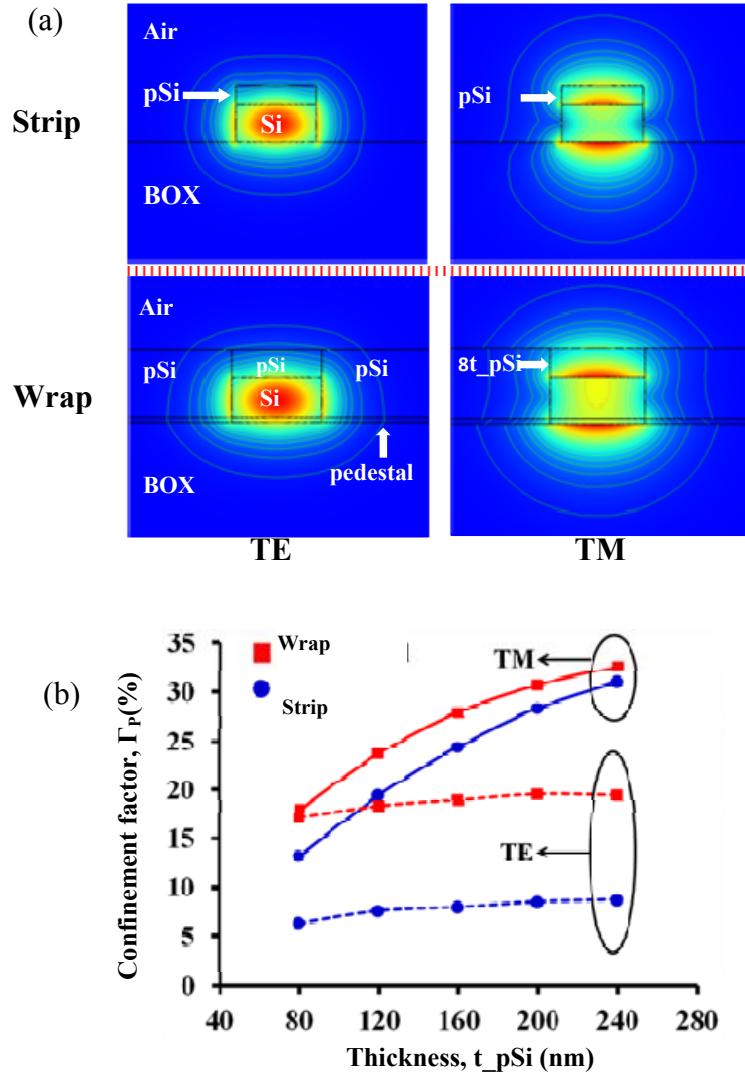 (a)
Air
pSi
Si
BOX
Strip
pSi
Air
pSi
pSi
pSi
Si
BOX
pedestal
Wrap
8t_pSi
TE
TM
(b)
Confinement factor, Γ_P(%)
35
30
25
20
15
10
5
0
Wrap
Strip
TM
TE
40
80
120
160
200
240
280
Thickness, t_pSi (nm)